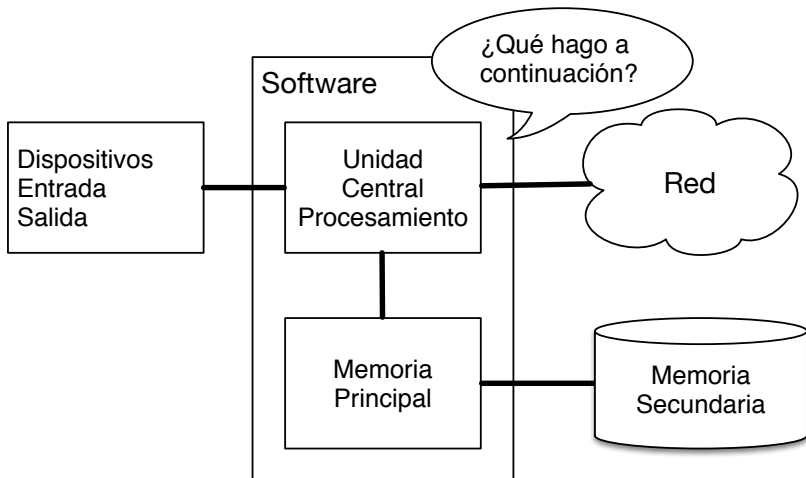 ¿Qué hago a
continuación?
Software
Dispositivos
Entrada
Salida
Unidad
Central
Procesamiento
Red
Memoria
Principal
Memoria
Secundaria